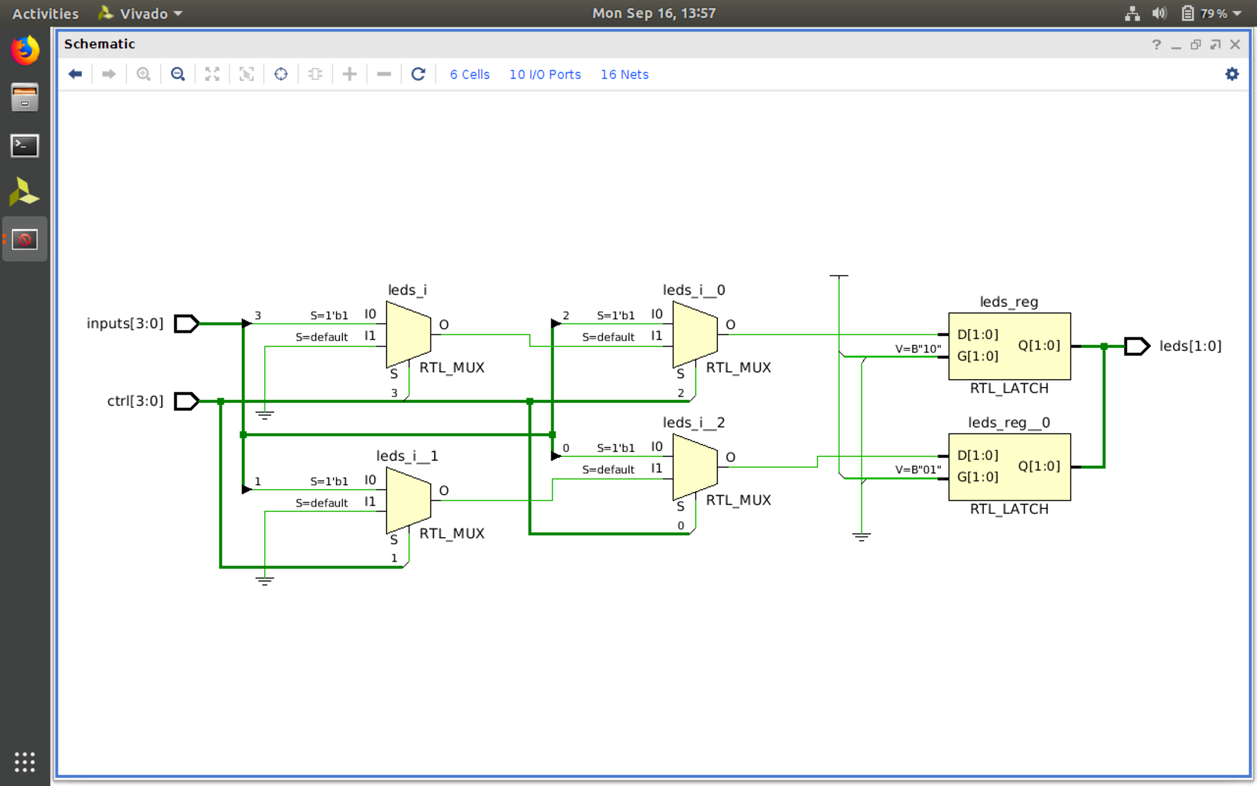 Activities Vivado Mon Sep 16, 13:57 79%
Schematic
6 Cells 10 I/O Ports 16 Nets
leds_i leds_i__0
leds_reg
inputs[3:0] 3 S=1'b1 I0 O 2 S=1'b1 I0 O
S=default I1 S=default I1 D[1:0] Q[1:0] leds[1:0]
V=B"10" G[1:0]
S RTL_MUX S RTL_MUX
RTL_LATCH
3 2
ctrl[3:0]
leds_i__2 leds_reg__0
0 S=1'b1 I0 O
leds_i__1 S=default I1 D[1:0] Q[1:0]
V=B"01" G[1:0]
1 S=1'b1 I0 O
S=default I1 S RTL_MUX
RTL_LATCH
0
S RTL_MUX
1